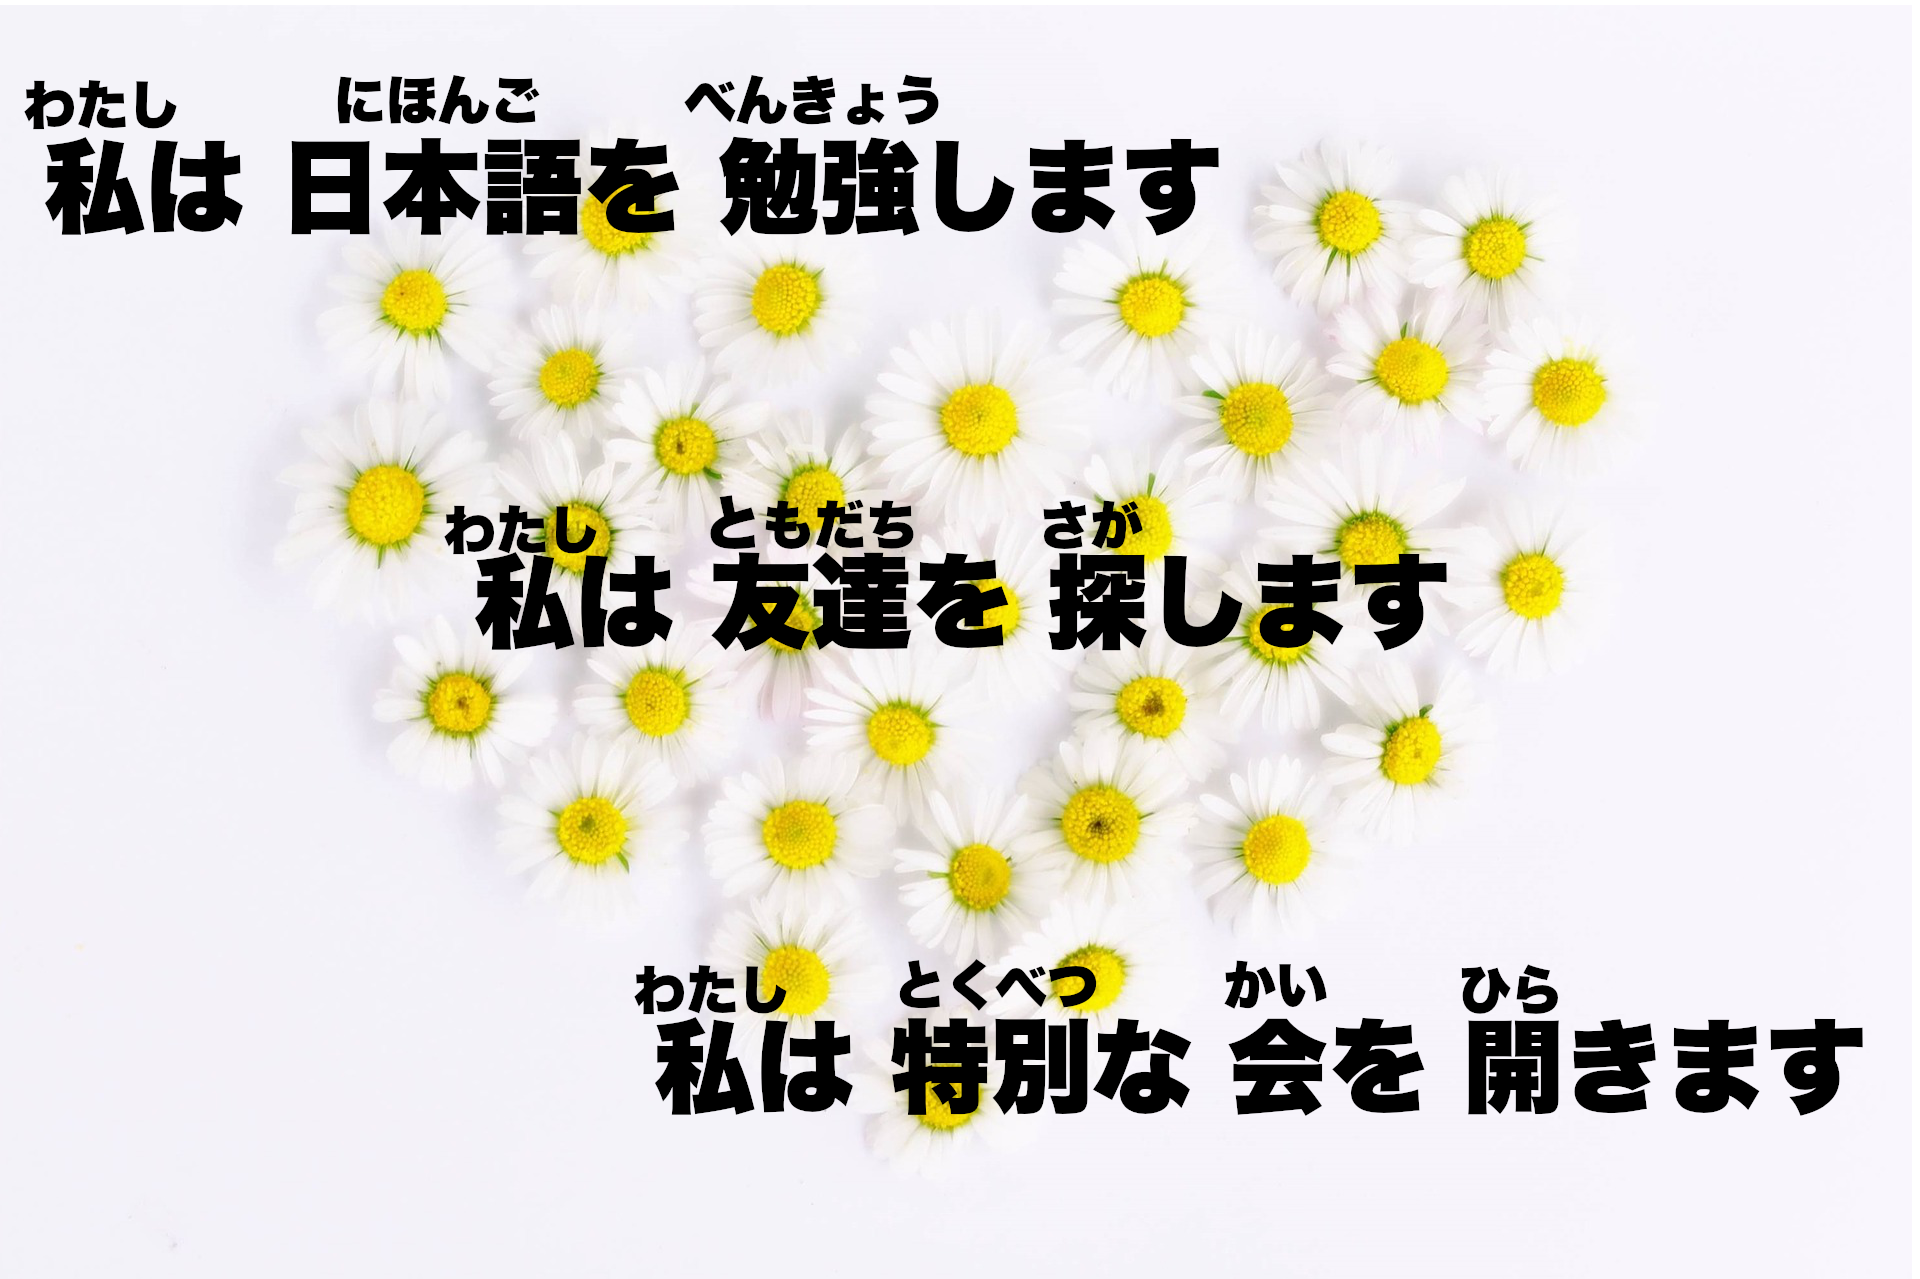 わたし にほんご べんきょう
私は 日本語を 勉強します
わたし ともだち さが
私は 友達を 探します
わたし とくべつ かい ひら
私は 特別な 会を 開きます